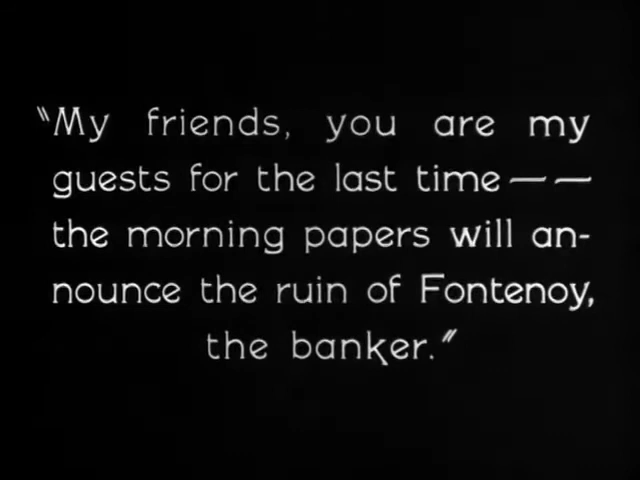 "My friends, you are my
guests for the last time — —
the morning papers will an-
nounce the ruin of Fontenoy,
the banker."